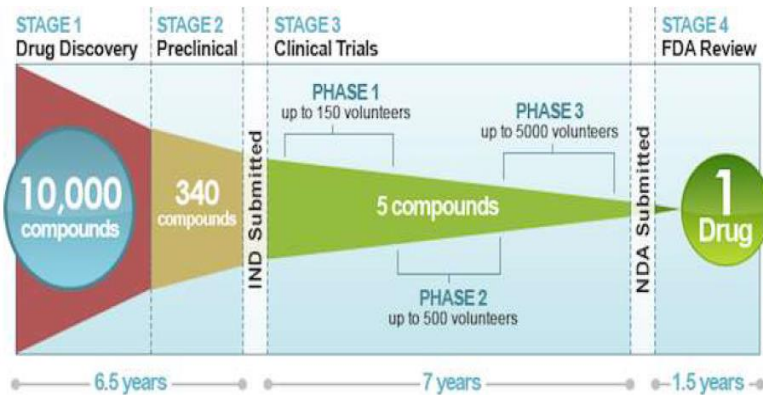 STAGE 1
Drug Discovery
STAGE 2
Preclinical
STAGE 3
Clinical Trials
STAGE 4
FDA Review
10,000
compounds
340
compounds
IND Submitted
PHASE 1
up to 150 volunteers
PHASE 3
up to 5000 volunteers
5 compounds
PHASE 2
up to 500 volunteers
NDA Submitted
1
Drug
6.5 years
7 years
1.5 years